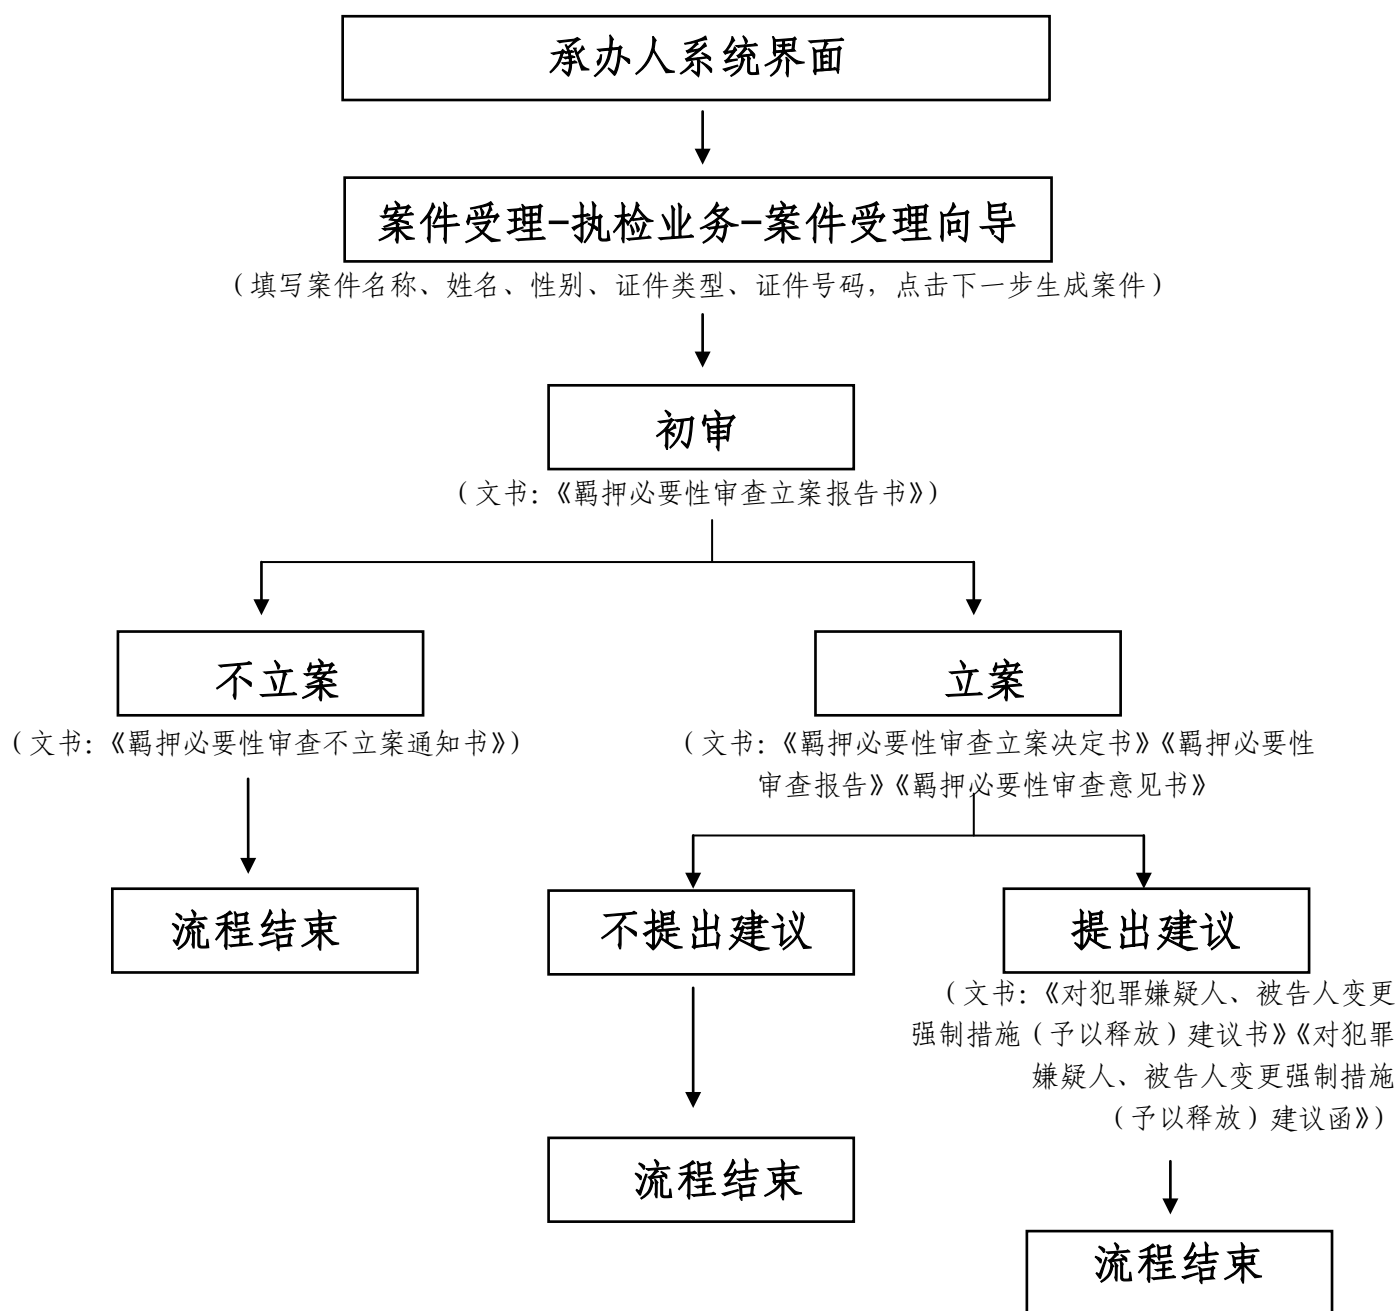 承办人系统界面
案件受理-执检业务-案件受理向导
（填写案件名称、姓名、性别、证件类型、证件号码，点击下一步生成案件）
初审
（文书：《羁押必要性审查立案报告书》）
不立案
立案
（文书：《羁押必要性审查不立案通知书》）
（文书：《羁押必要性审查立案决定书》《羁押必要性
审查报告》《羁押必要性审查意见书》
流程结束
不提出建议
提出建议
（文书：《对犯罪嫌疑人、被告人变更
强制措施（予以释放）建议书》《对犯罪
嫌疑人、被告人变更强制措施
（予以释放）建议函》）
流程结束
流程结束